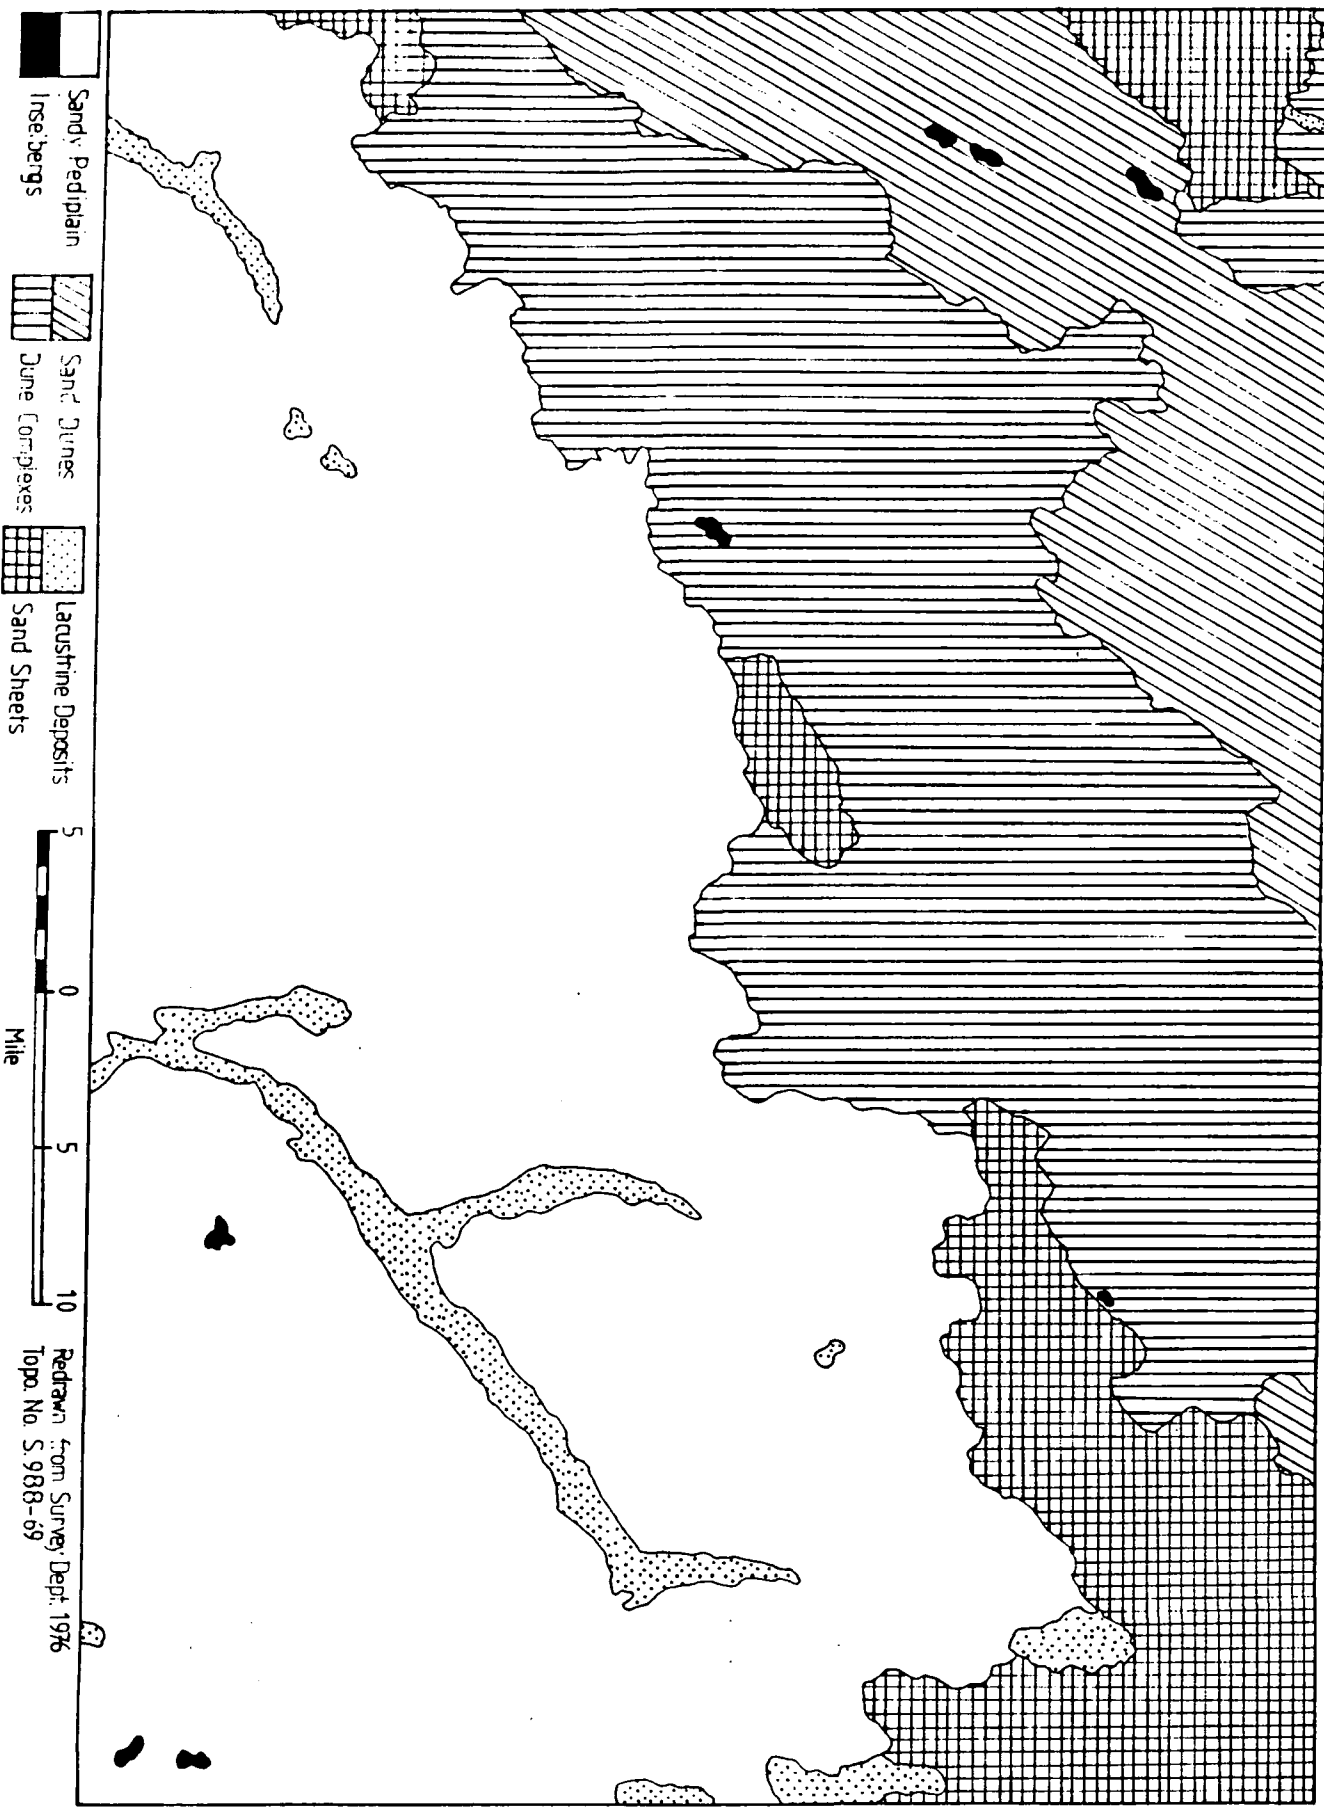 Sandy Pediplain
Inselbergs
Sand Dunes
Dune Complexes
Lacustrine Deposits
Sand Sheets
5 0 5 10
Mile
Redrawn from Survey Dept. 1976
Topo. No. S.988-69